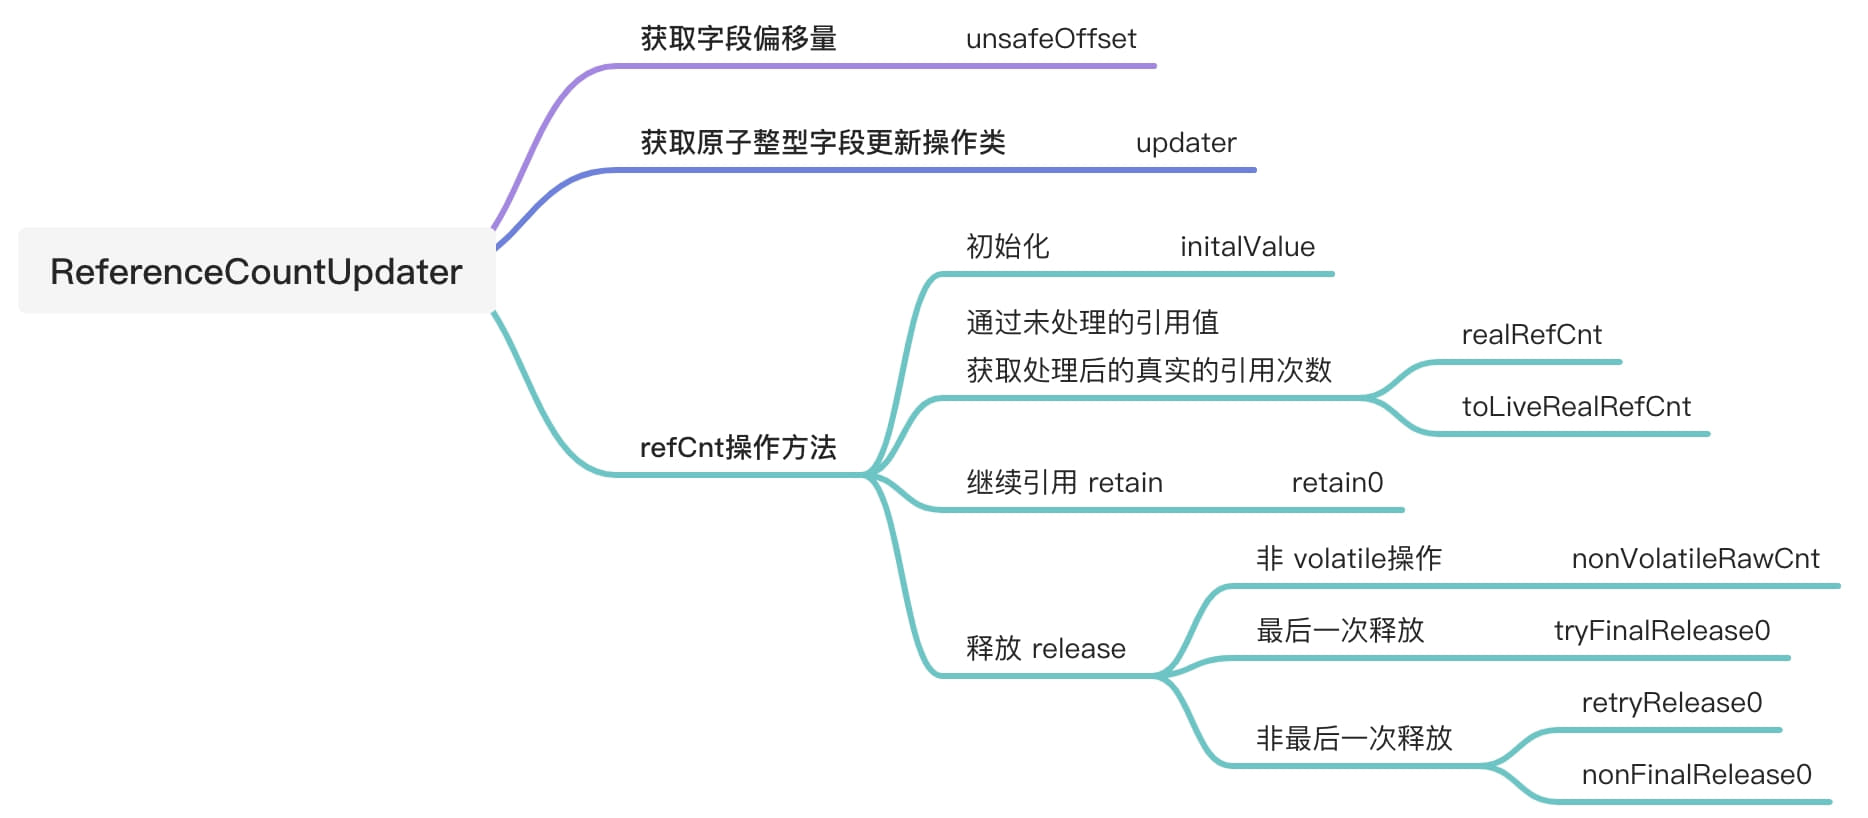 获取字段偏移量 unsafeOffset
获取原子整型字段更新操作类 updater
ReferenceCountUpdater
初始化 initalValue
通过未处理的引用值
获取处理后的真实的引用次数
realRefCnt
toLiveRealRefCnt
refCnt操作方法
继续引用 retain retain0
释放 release
非 volatile操作 nonVolatileRawCnt
最后一次释放 tryFinalRelease0
非最后一次释放
retryRelease0
nonFinalRelease0